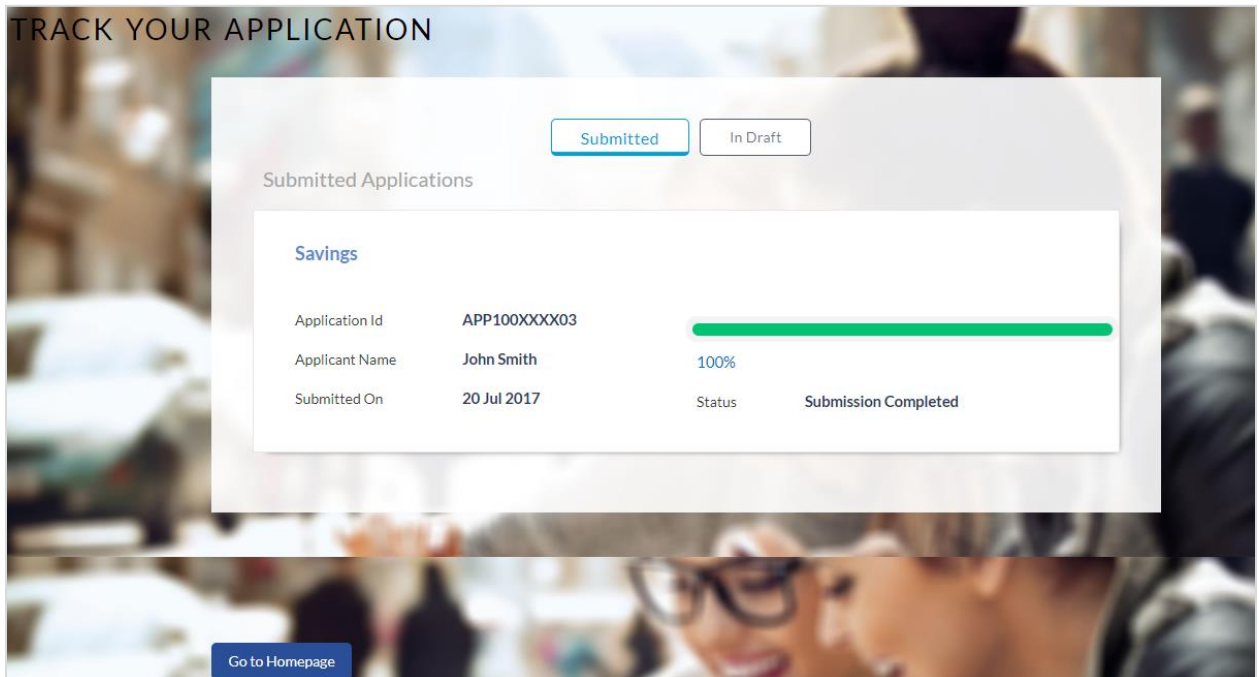 TRACK YOUR APPLICATION
Submitted In Draft
Submitted Applications
Savings
Application Id APP100XXXX03
Applicant Name John Smith
100%
Submitted On 20 Jul 2017
Status Submission Completed
Go to Homepage